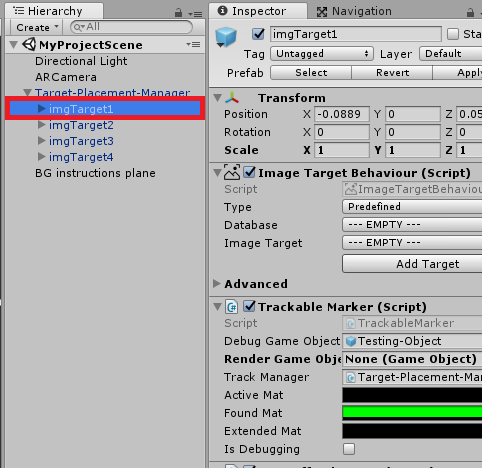 Hierarchy
Create
All
MyProjectScene
Directional Light
ARCamera
Target-Placement-Manager
imgTarget1
imgTarget2
imgTarget3
imgTarget4
BG instructions plane
Inspector Navigation
imgTarget1 Sta
Tag Untagged Layer Default
Prefab Select Revert Apply
Transform
Position X -0.0889 Y 0 Z 0.05
Rotation X 0 Y 0 Z 0
Scale X 1 Y 1 Z 1
Image Target Behaviour (Script)
Script ImageTargetBehaviou
Type Predefined
Database --- EMPTY ---
Image Target --- EMPTY ---
Add Target
Advanced
Trackable Marker (Script)
Script TrackableMarker
Debug Game Object Testing-Object
Render Game Obje None (Game Object)
Track Manager Target-Placement-Mar
Active Mat
Found Mat
Extended Mat
Is Debugging